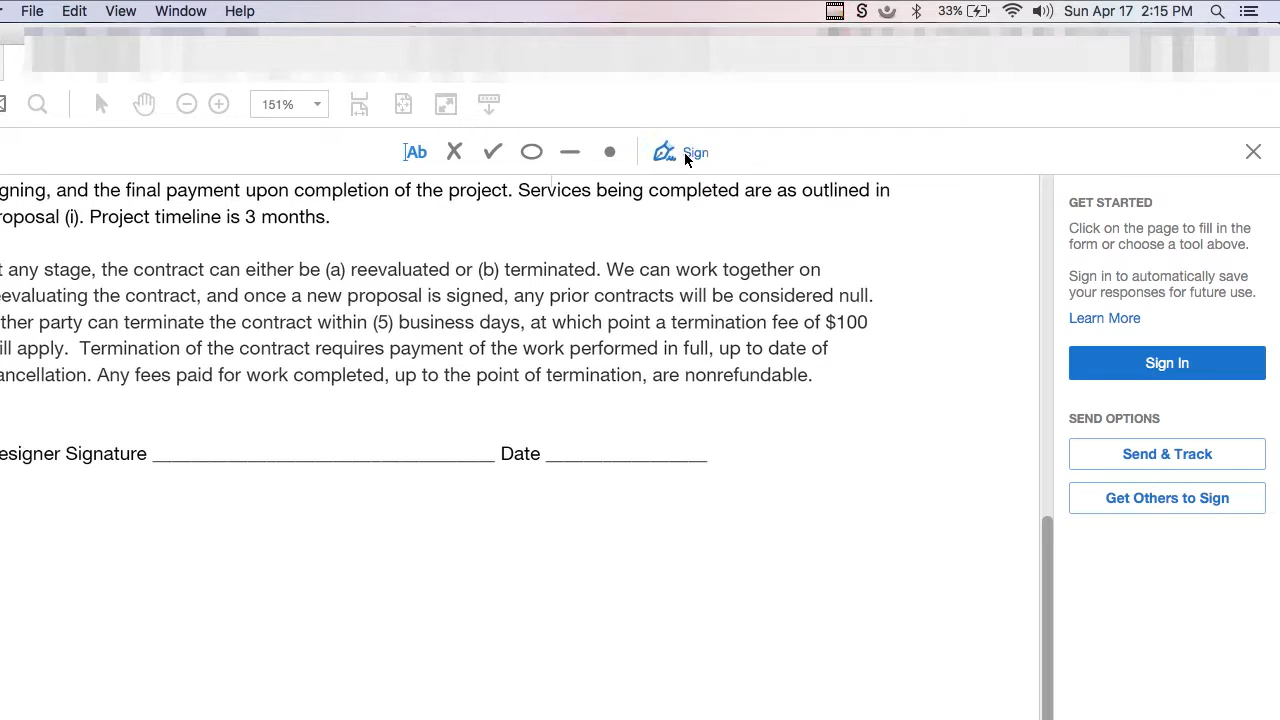 File Edit View Window Help 33% Sun Apr 17 2:15 PM
151%
Ab Sign
gning, and the final payment upon completion of the project. Services being completed are as outlined in
roposal (i). Project timeline is 3 months.
t any stage, the contract can either be (a) reevaluated or (b) terminated. We can work together on
eevaluating the contract, and once a new proposal is signed, any prior contracts will be considered null.
ther party can terminate the contract within (5) business days, at which point a termination fee of $100
ill apply. Termination of the contract requires payment of the work performed in full, up to date of
ancellation. Any fees paid for work completed, up to the point of termination, are nonrefundable.
esigner Signature _________________________________ Date ________________
GET STARTED
Click on the page to fill in the
form or choose a tool above.
Sign in to automatically save
your responses for future use.
Learn More
Sign In
SEND OPTIONS
Send & Track
Get Others to Sign